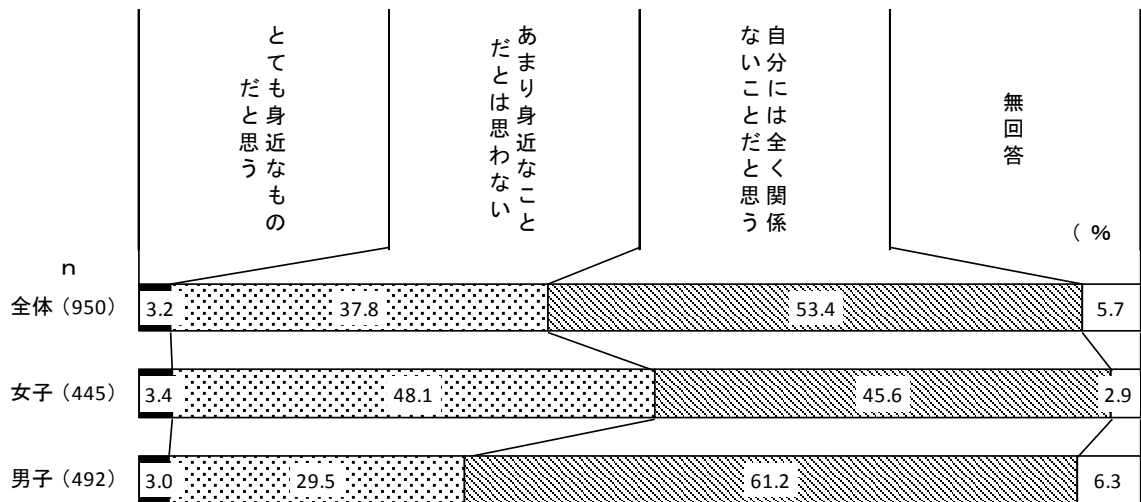 とても身近なもの
だと思う
あまり身近なこと
だとは思わない
自分には全く関係
ないことだと思う
無回答
（%
n
全体（950） 3.2 37.8 53.4 5.7
女子（445） 3.4 48.1 45.6 2.9
男子（492） 3.0 29.5 61.2 6.3